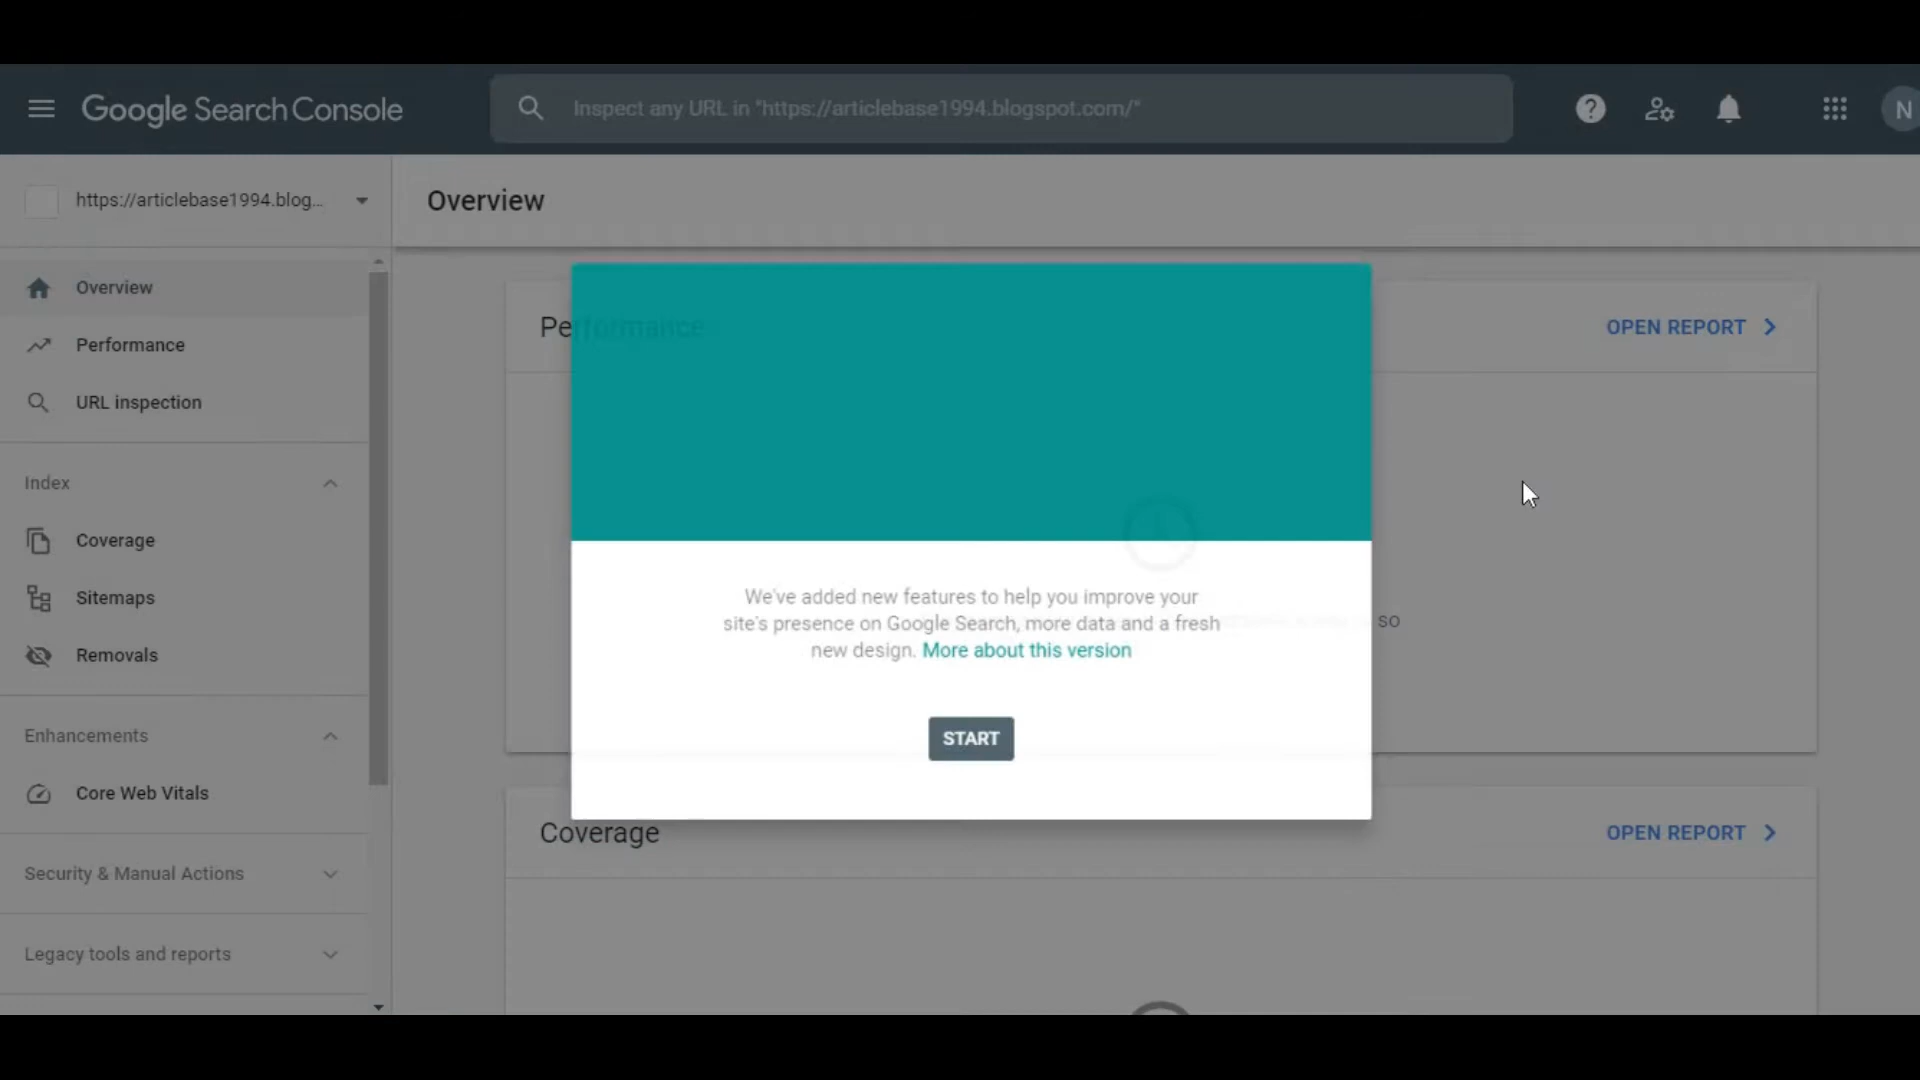 Google Search Console
Inspect any URL in "https://articlebase1994.blogspot.com/"
N
https://articlebase1994.blog...
Overview
Overview
Performance
URL inspection
Index
Coverage
Sitemaps
Removals
Enhancements
Core Web Vitals
Security & Manual Actions
Legacy tools and reports
Performance
OPEN REPORT
We've added new features to help you improve your
site's presence on Google Search, more data and a fresh
new design. More about this version
START
so
Coverage
OPEN REPORT